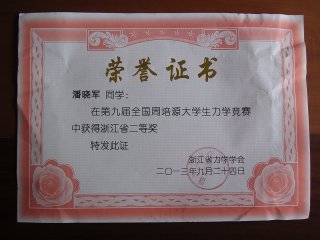 荣誉证书
潘晓军 同学：
在第九届全国周培源大学生力学竞赛
中获得浙江省二等奖
特发此证
浙江省力学学会
二〇一三年九月二十四日